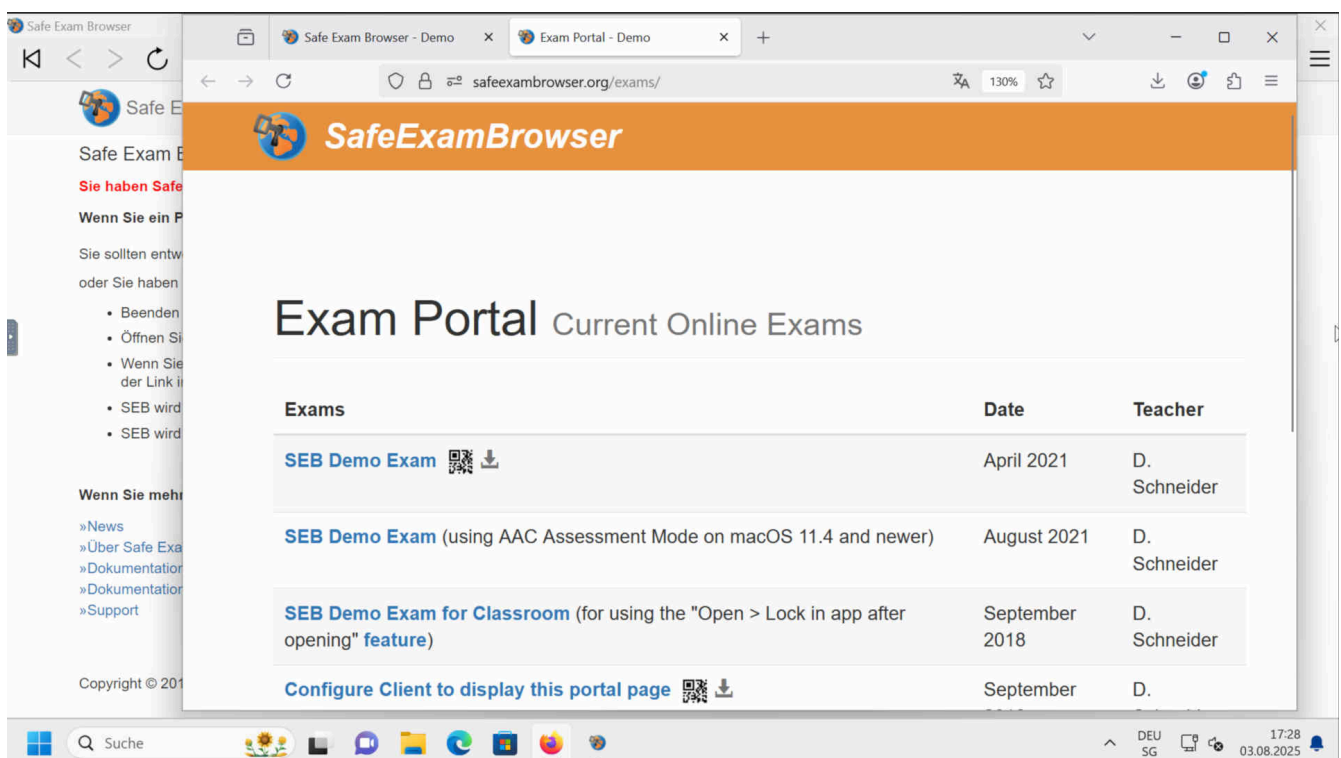 Safe Exam Browser
Safe Exam Browser - Demo
Exam Portal - Demo
safeexambrowser.org/exams/
130%
Safe E
SafeExamBrowser
Safe Exam
Sie haben Safe
Wenn Sie ein P
Sie sollten entw
oder Sie haben
Beenden
Öffnen Si
Wenn Sie
der Link i
SEB wird
SEB wird
Wenn Sie mehr
»News
»Über Safe Exa
»Dokumentation
»Dokumentation
»Support
Copyright © 201
Exam Portal Current Online Exams
Exams Date Teacher
SEB Demo Exam April 2021 D.
Schneider
SEB Demo Exam (using AAC Assessment Mode on macOS 11.4 and newer) August 2021 D.
Schneider
SEB Demo Exam for Classroom (for using the "Open > Lock in app after September D.
opening" feature) 2018 Schneider
Configure Client to display this portal page September D.
Suche
DEU 17:28
SG 03.08.2025